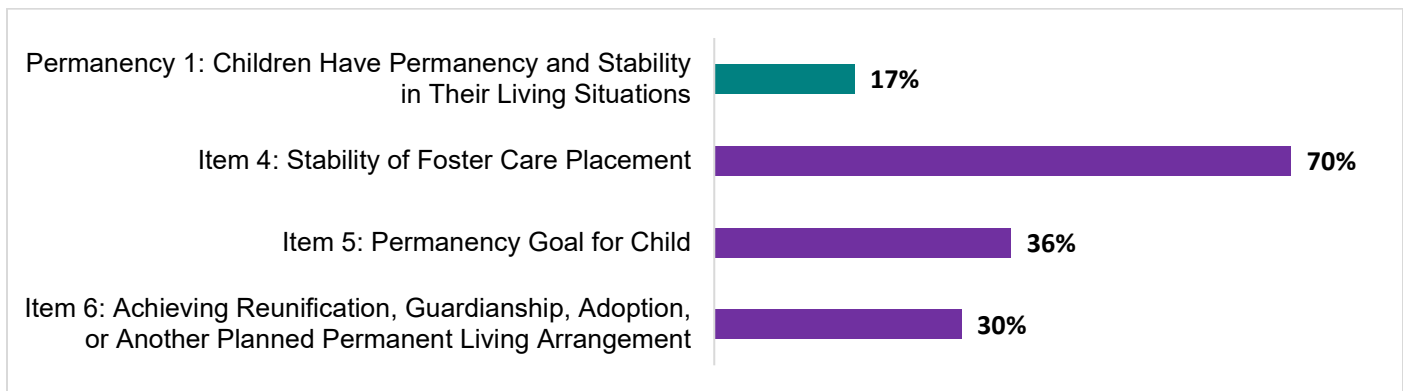 Permanency 1: Children Have Permanency and Stability
in Their Living Situations
17%
Item 4: Stability of Foster Care Placement
70%
Item 5: Permanency Goal for Child
36%
Item 6: Achieving Reunification, Guardianship, Adoption,
or Another Planned Permanent Living Arrangement
30%